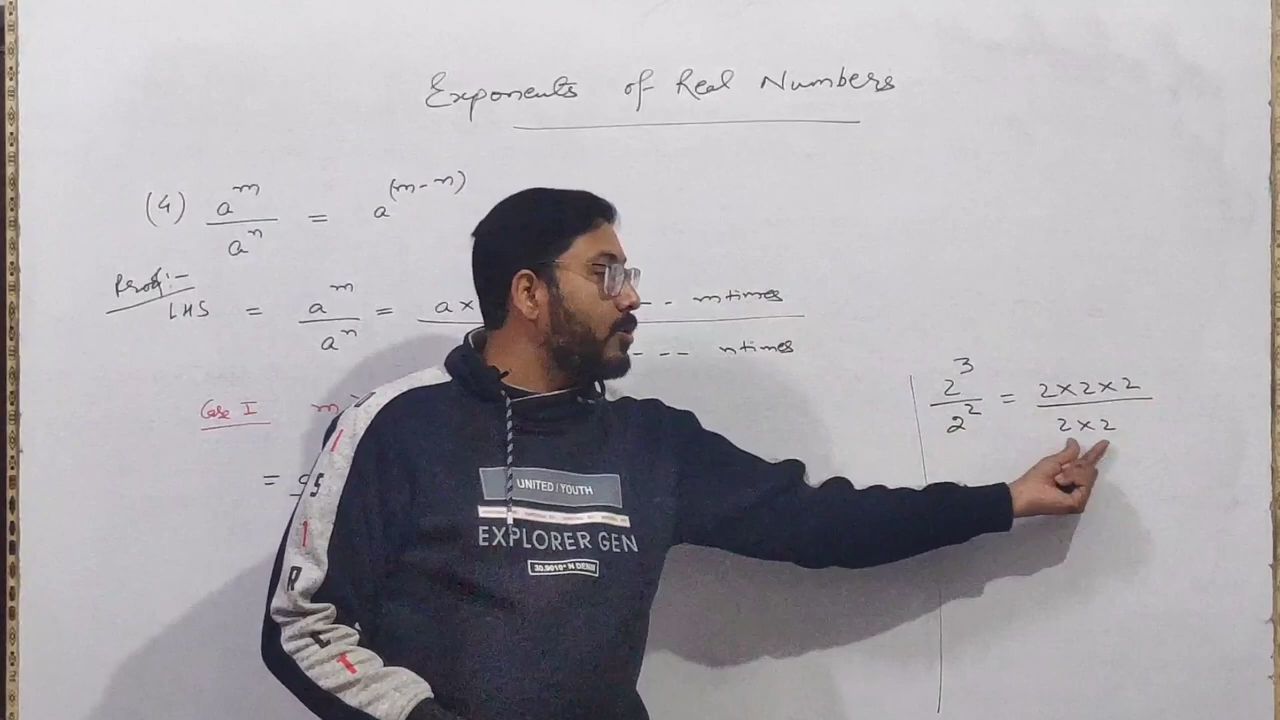 Exponents of Real Numbers
(4) a^m / a^n = a^(m-n)
Proof:-
LHS = a^m / a^n = a× - - m times / - - - n times
Case I m
=
2^3 / 2^2 = 2×2×2 / 2×2
UNITED / YOUTH
EXPLORER GEN